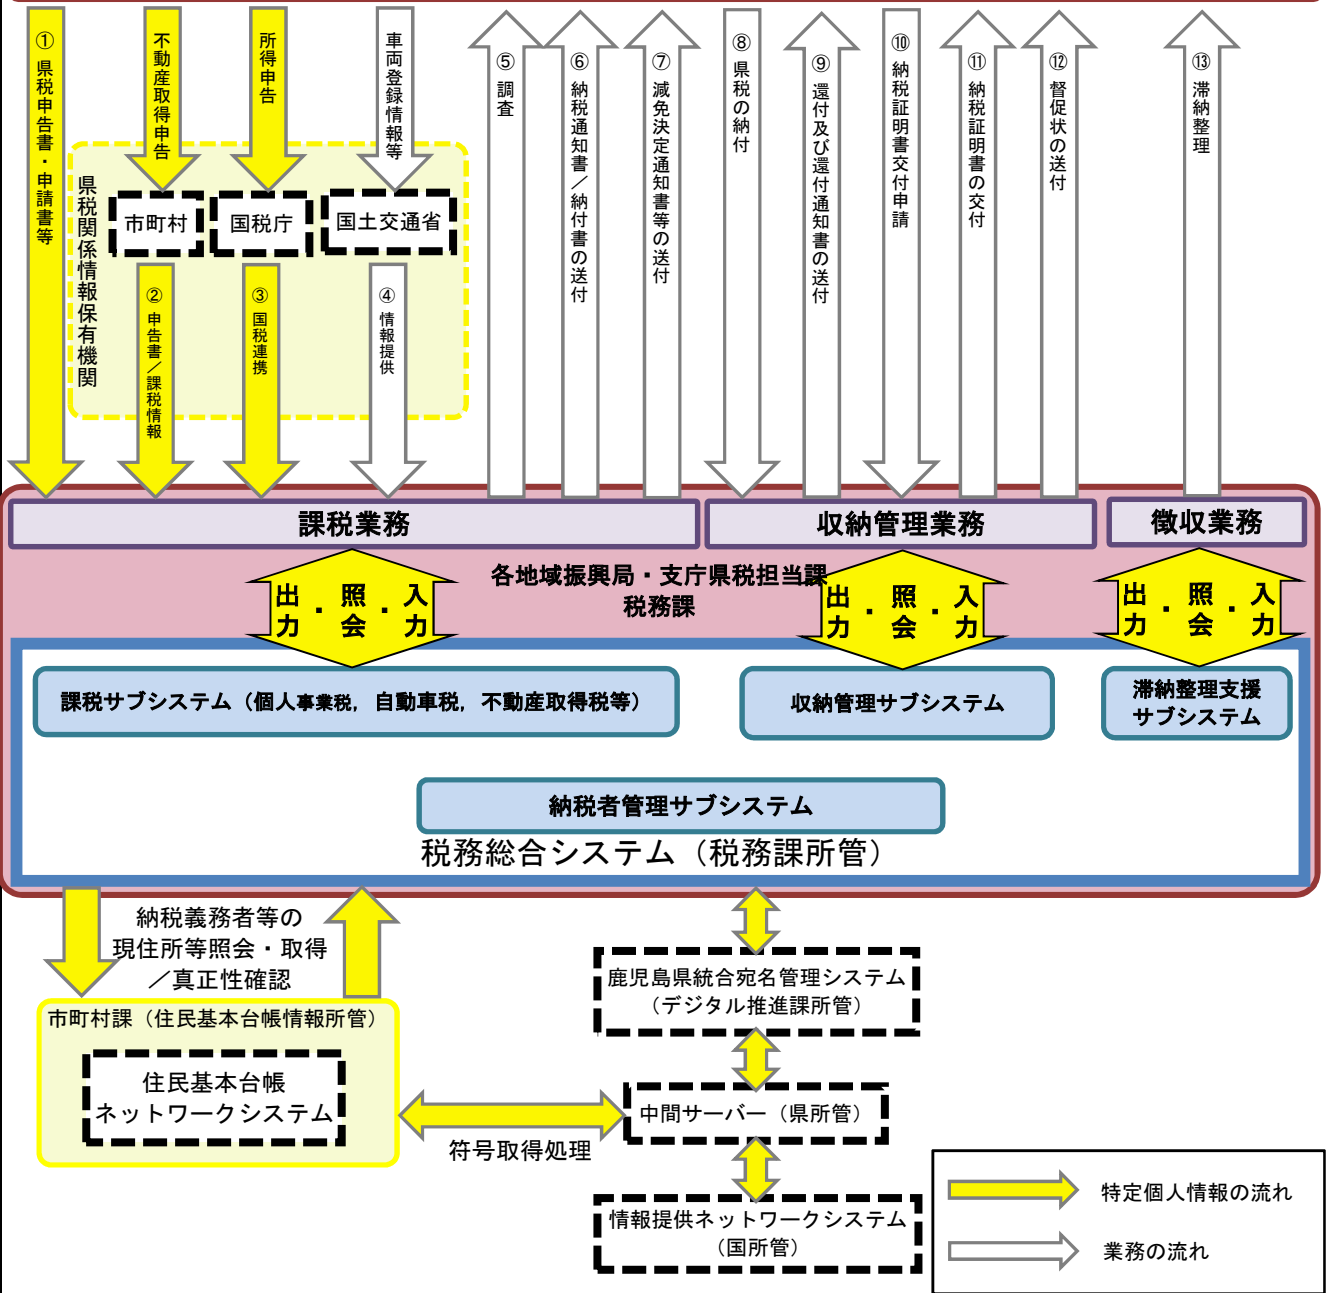 ①県税申告書・申請書等
不動産取得申告
所得申告
車両登録情報等
⑤調査
⑥納税通知書／納付書の送付
⑦減免決定通知書等の送付
⑧県税の納付
⑨還付及び還付通知書の送付
⑩納税証明書交付申請
⑪納税証明書の交付
⑫督促状の送付
⑬滞納整理
県税関係情報保有機関
市町村
国税庁
国土交通省
②申告書／課税情報
③国税連携
④情報提供
課税業務
収納管理業務
徴収業務
各地域振興局・支庁県税担当課
税務課
出力・照会・入力
出力・照会・入力
出力・照会・入力
課税サブシステム（個人事業税，自動車税，不動産取得税等）
収納管理サブシステム
滞納整理支援
サブシステム
納税者管理サブシステム
税務総合システム（税務課所管）
納税義務者等の
現住所等照会・取得
／真正性確認
市町村課（住民基本台帳情報所管）
住民基本台帳
ネットワークシステム
鹿児島県統合宛名管理システム
（デジタル推進課所管）
中間サーバー（県所管）
符号取得処理
情報提供ネットワークシステム
（国所管）
特定個人情報の流れ
業務の流れ